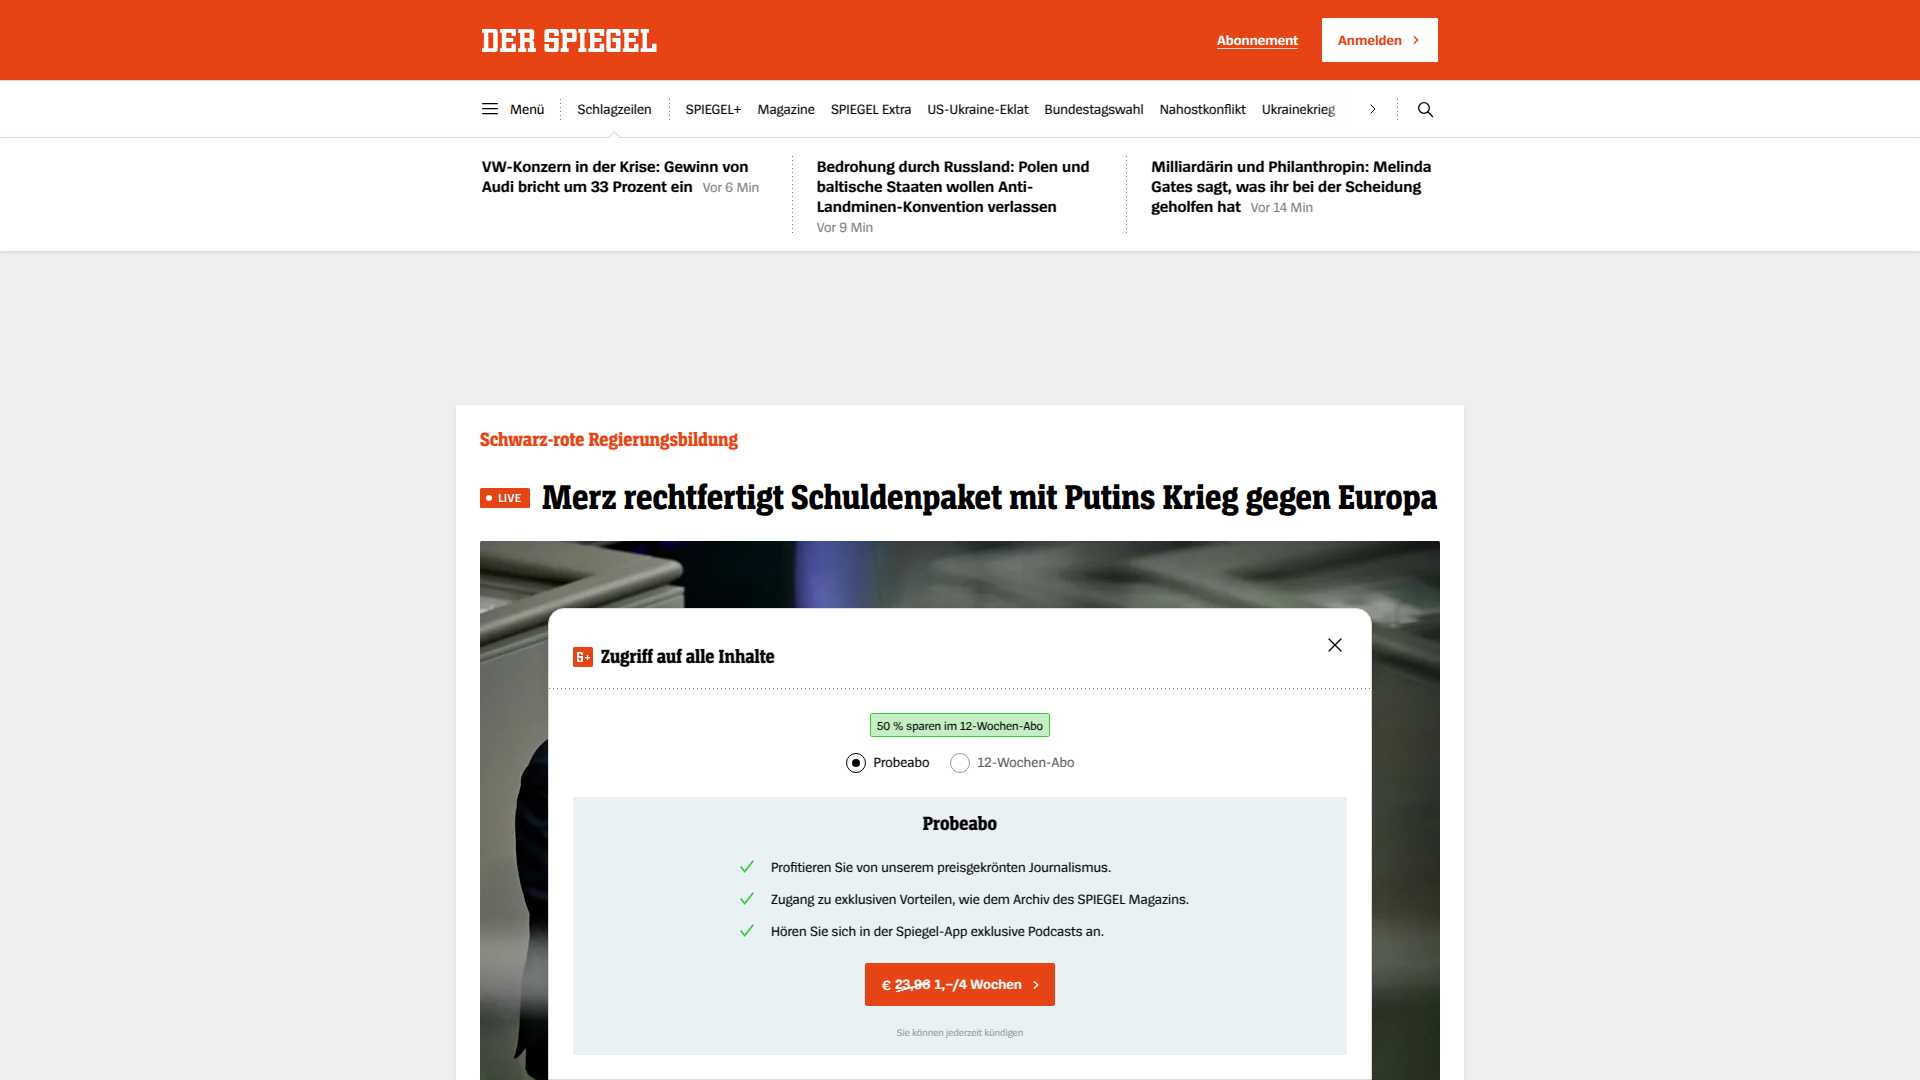 DER SPIEGEL
Abonnement
Anmelden
Menü
Schlagzeilen
SPIEGEL+
Magazine
SPIEGEL Extra
US-Ukraine-Eklat
Bundestagswahl
Nahostkonflikt
Ukrainekrieg
VW-Konzern in der Krise: Gewinn von
Audi bricht um 33 Prozent ein Vor 6 Min
Bedrohung durch Russland: Polen und
baltische Staaten wollen Anti-
Landminen-Konvention verlassen
Vor 9 Min
Milliardärin und Philanthropin: Melinda
Gates sagt, was ihr bei der Scheidung
geholfen hat Vor 14 Min
Schwarz-rote Regierungsbildung
LIVE Merz rechtfertigt Schuldenpaket mit Putins Krieg gegen Europa
S+ Zugriff auf alle Inhalte
50 % sparen im 12-Wochen-Abo
Probeabo
12-Wochen-Abo
Probeabo
Profitieren Sie von unserem preisgekrönten Journalismus.
Zugang zu exklusiven Vorteilen, wie dem Archiv des SPIEGEL Magazins.
Hören Sie sich in der Spiegel-App exklusive Podcasts an.
€ 23,96 1,–/4 Wochen
Sie können jederzeit kündigen